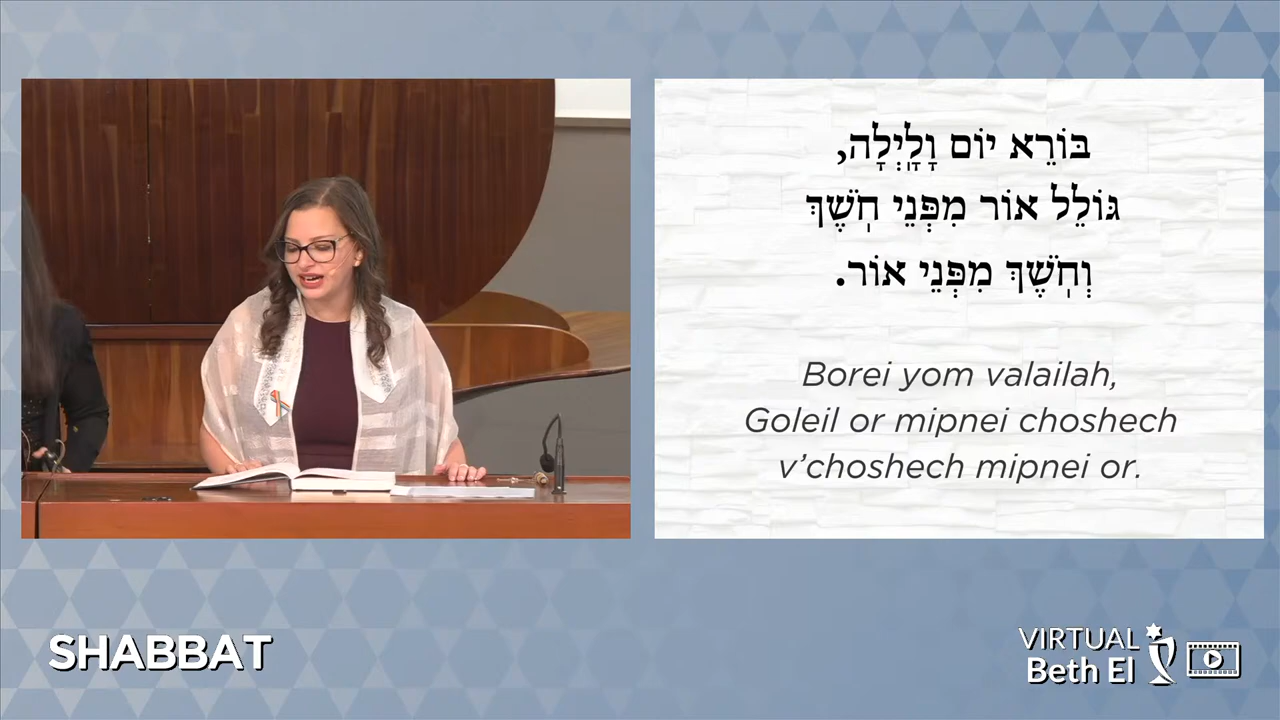 בּוֹרֵא יוֹם וָלָֽיְלָה,
גּוֹלֵל אוֹר מִפְּנֵי חֹֽשֶׁךְ
וְחֹֽשֶׁךְ מִפְּנֵי אוֹר.
Borei yom valailah,
Goleil or mipnei choshech
v’choshech mipnei or.
SHABBAT
VIRTUAL
Beth El